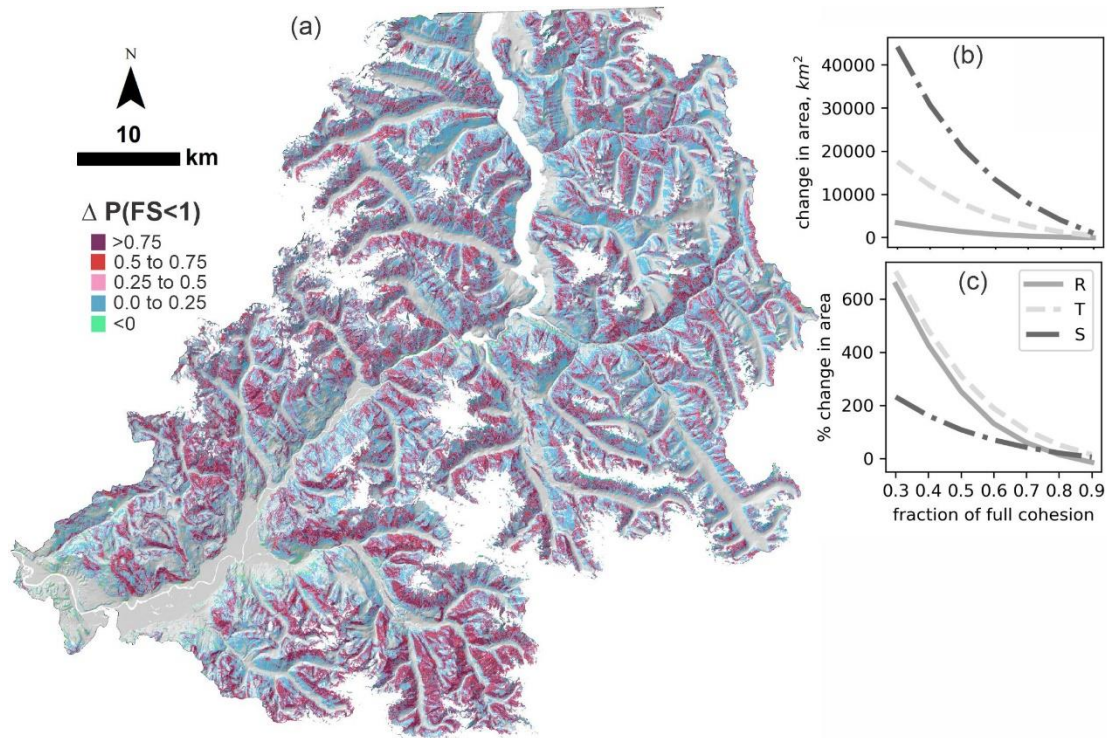 (a)
N
10
km
Δ P(FS<1)
>0.75
0.5 to 0.75
0.25 to 0.5
0.0 to 0.25
<0
(b)
change in area, km²
40000
30000
20000
10000
0
(c)
% change in area
600
400
200
0
R
T
S
0.3 0.4 0.5 0.6 0.7 0.8 0.9
fraction of full cohesion